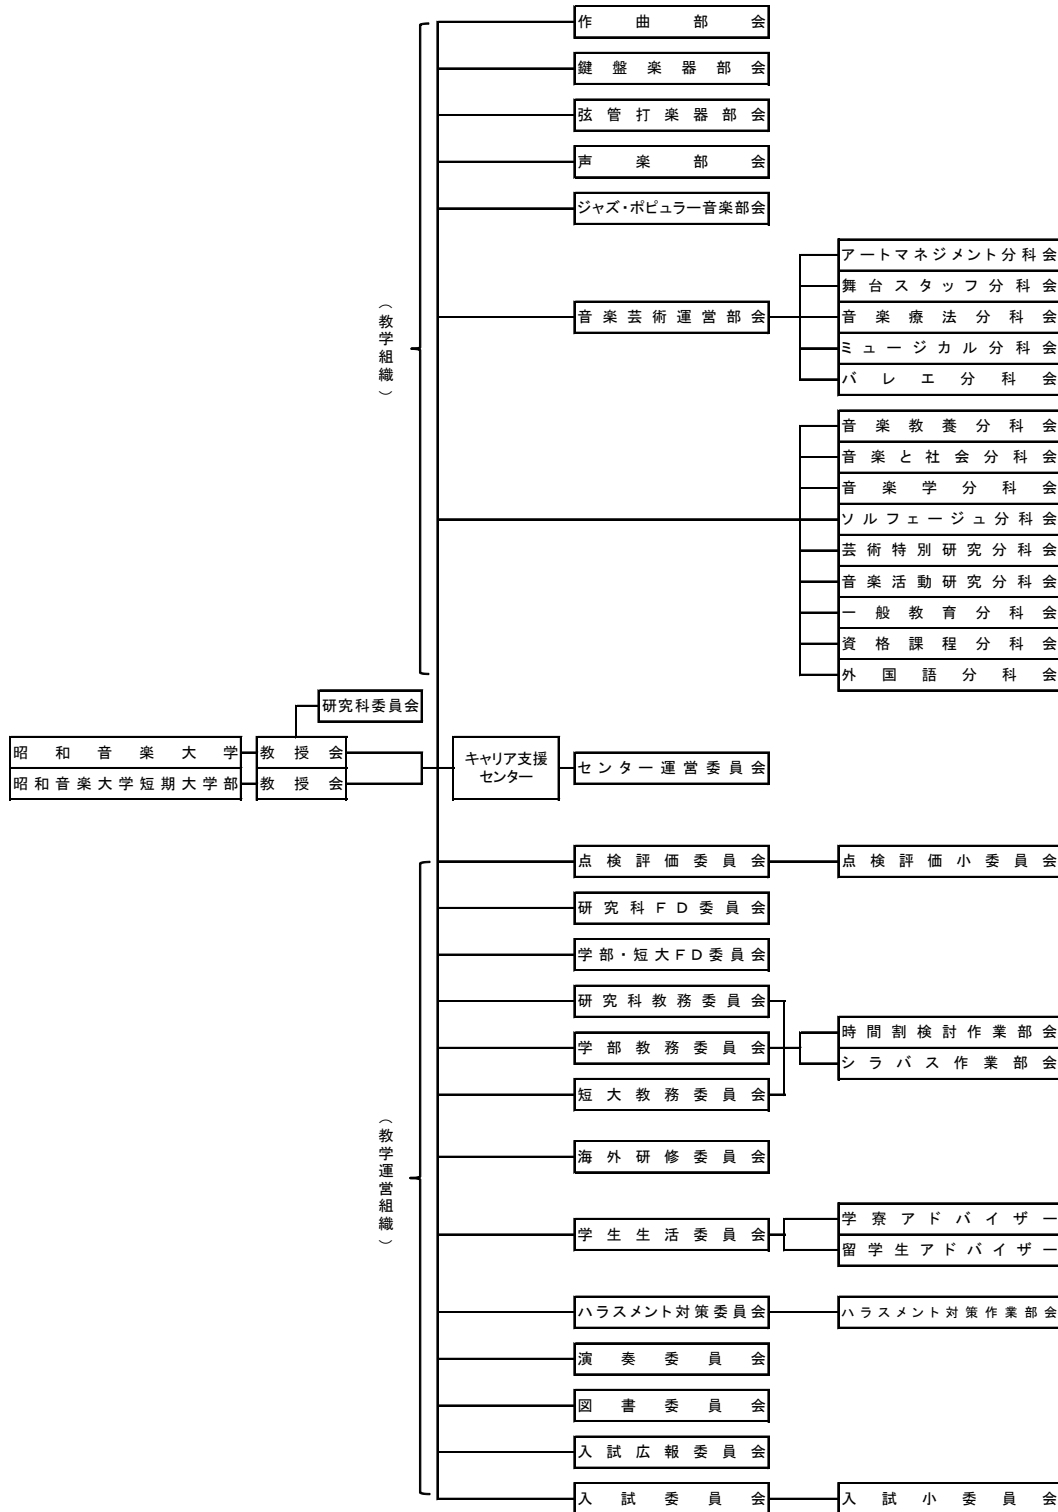 作曲部会
鍵盤楽器部会
弦管打楽器部会
声楽部会
ジャズ・ポピュラー音楽部会
(教学組織)
音楽芸術運営部会
アートマネジメント分科会
舞台スタッフ分科会
音楽療法分科会
ミュージカル分科会
バレエ分科会
音楽教養分科会
音楽と社会分科会
音楽学分科会
ソルフェージュ分科会
芸術特別研究分科会
音楽活動研究分科会
一般教育分科会
資格課程分科会
外国語分科会
研究科委員会
昭和音楽大学
教授会
昭和音楽大学短期大学部
教授会
キャリア支援
センター
センター運営委員会
(教学運営組織)
点検評価委員会
点検評価小委員会
研究科FD委員会
学部・短大FD委員会
研究科教務委員会
学部教務委員会
短大教務委員会
時間割検討作業部会
シラバス作業部会
海外研修委員会
学生生活委員会
学寮アドバイザー
留学生アドバイザー
ハラスメント対策委員会
ハラスメント対策作業部会
演奏委員会
図書委員会
入試広報委員会
入試委員会
入試小委員会